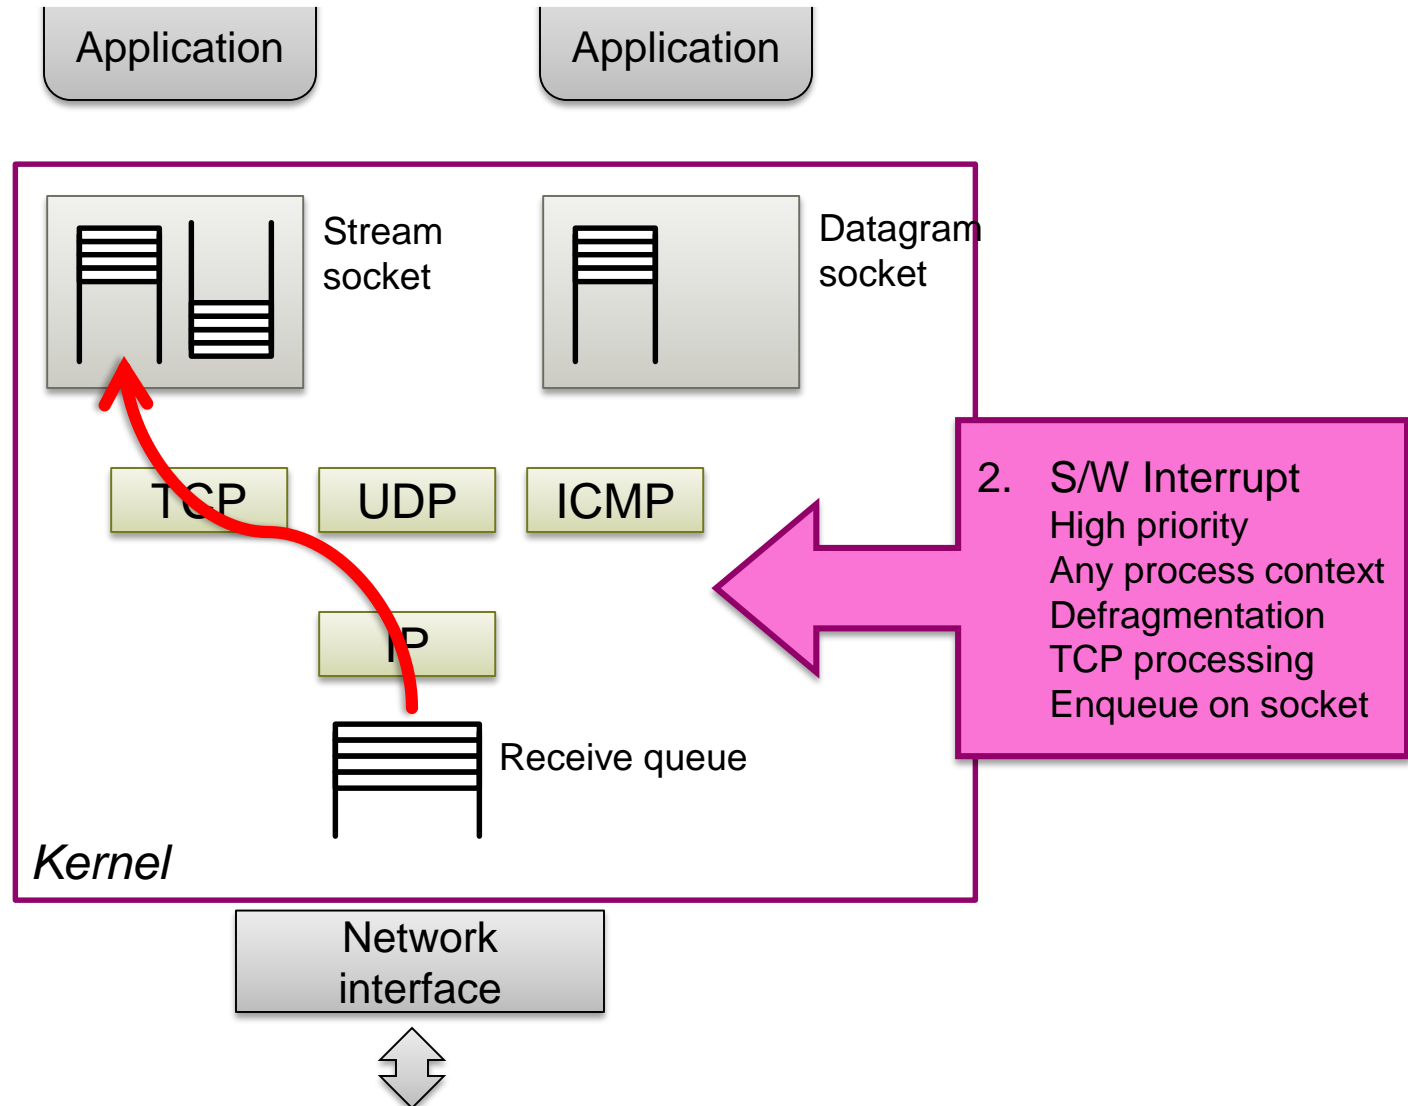 Application
Application
Stream
socket
Datagram
socket
TCP
UDP
ICMP
IP
Receive queue
Kernel
Network
interface
2. S/W Interrupt
High priority
Any process context
Defragmentation
TCP processing
Enqueue on socket